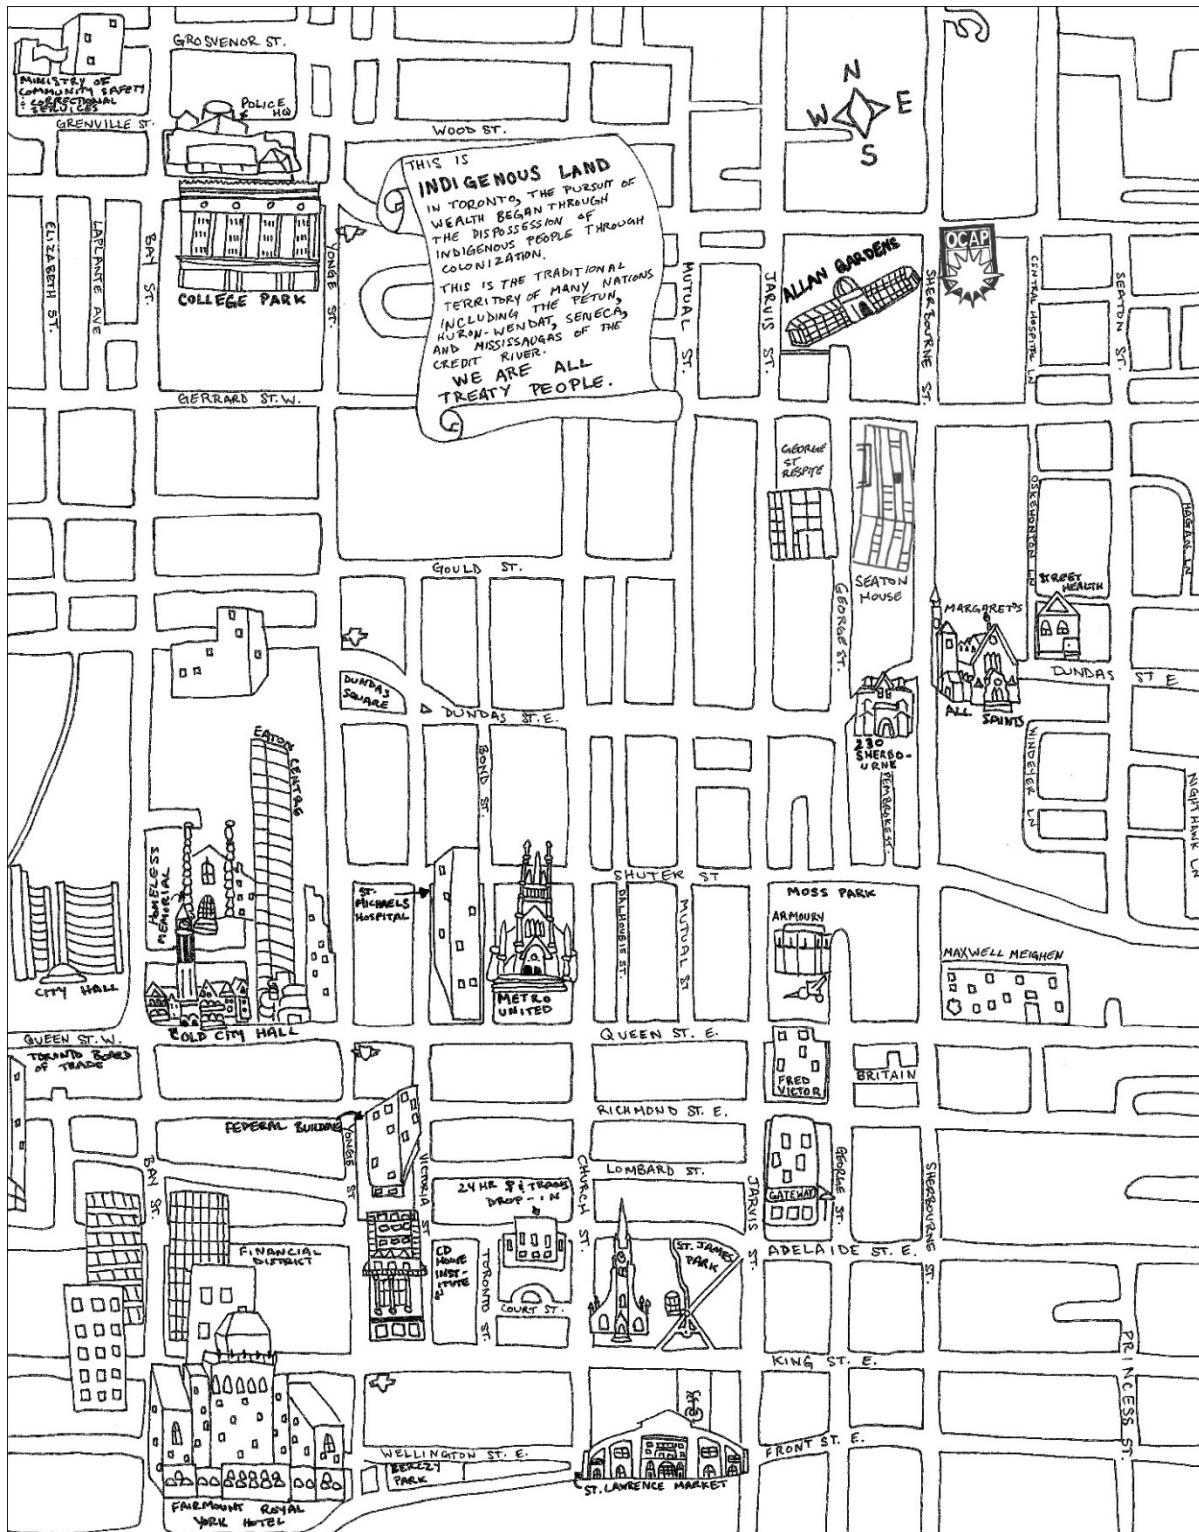 GROSVENOR ST.
MINISTRY OF
COMMUNITY SAFETY
& CORRECTIONAL
SERVICES
POLICE
HQ
GRENVILLE ST.
WOOD ST.
N
W
E
S
THIS IS
INDIGENOUS LAND
IN TORONTO, THE PURSUIT OF
WEALTH BEGAN THROUGH
THE DISPOSSESSION OF
INDIGENOUS PEOPLE THROUGH
COLONIZATION.
THIS IS THE TRADITIONAL
TERRITORY OF MANY NATIONS
INCLUDING THE PETUN,
HURON-WENDAT, SENECA,
AND MISSISSAUGAS OF THE
CREDIT RIVER.
WE ARE ALL
TREATY PEOPLE.
ELIZABETH ST.
LAPLANTE AVE
BAY ST.
COLLEGE PARK
YONGE ST.
MUTUAL ST.
JARVIS ST.
ALLAN GARDENS
SHERBOURNE ST.
OCAP
CENTRAL HOSPITAL LN
SEATON ST.
GERRARD ST. W.
GEORGE
ST
RESPITE
OSKENONTON LN
HAGAN LN
GOULD ST.
GEORGE ST.
SEATON
HOUSE
STREET
HEALTH
MARGARET'S
DUNDAS ST E
ALL SAINTS
DUNDAS
SQUARE
DUNDAS ST. E.
230
SHERBO-
URNE
PEMBROKE ST.
WINDEYER LN
NIGHTHAWK LN
EATON CENTRE
BOND ST.
HOMELESS
MEMORIAL
ST.
MICHAELS
HOSPITAL
SHUTER ST
DALHOUSIE ST
MUTUAL ST
MOSS PARK
ARMOURY
MAXWELL MEIGHEN
CITY HALL
METRO
UNITED
OLD CITY HALL
QUEEN ST. W.
QUEEN ST. E.
TORONTO BOARD
OF TRADE
FRED
VICTOR
BRITAIN
RICHMOND ST. E.
FEDERAL BUILDING
YONGE ST
VICTORIA ST
BAY ST.
LOMBARD ST.
24 HR & TRANS
DROP-IN
CHURCH ST.
JARVIS ST.
GATEWAY
GEORGE ST.
SHERBOURNE ST.
ADELAIDE ST. E.
FINANCIAL
DISTRICT
CD
HOWE
INST-
ITUTE
TORONTO ST.
COURT ST.
ST. JAMES
PARK
KING ST. E.
PRINCESS ST.
WELLINGTON ST. E.
FRONT ST. E.
BERCZY
PARK
ST. LAWRENCE MARKET
FAIRMOUNT ROYAL
YORK HOTEL